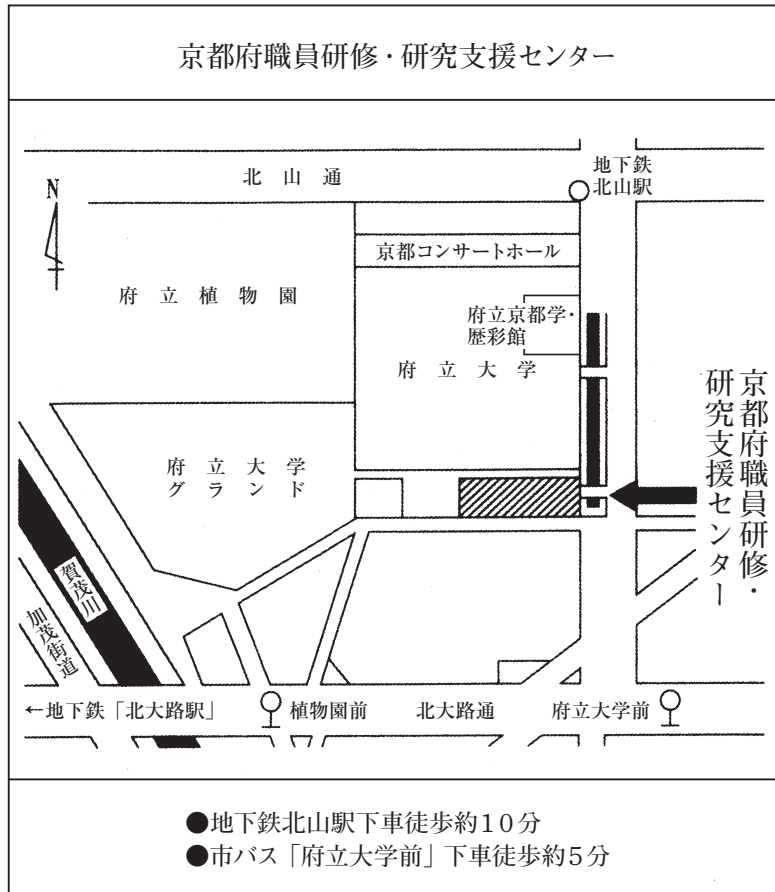 京都府職員研修・研究支援センター
北山通
地下鉄
北山駅
N
京都コンサートホール
府立植物園
府立京都学・
歴彩館
府立大学
京都府職員研修・
研究支援センター
府立大学
グランド
賀茂川
加茂街道
←地下鉄「北大路駅」
植物園前
北大路通
府立大学前
●地下鉄北山駅下車徒歩約10分
●市バス「府立大学前」下車徒歩約5分